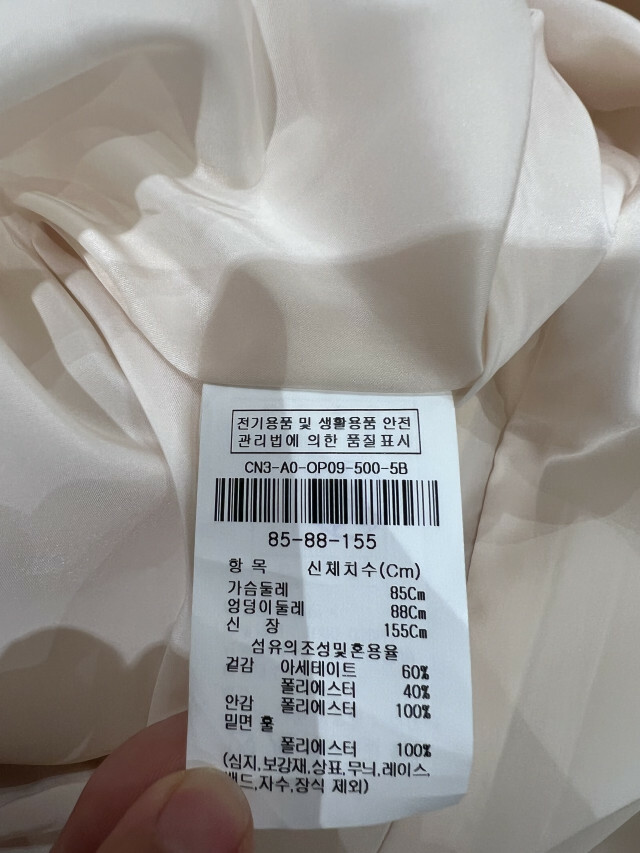 전기용품 및 생활용품 안전
관리법에 의한 품질표시
CN3-A0-OP09-500-5B
85-88-155
항 목 신체치수(Cm)
가슴둘레 85Cm
엉덩이둘레 88Cm
신 장 155Cm
섬유의조성및혼용율
겉감 아세테이트 60%
폴리에스터 40%
안감 폴리에스터 100%
밑면 훌
폴리에스터 100%
(심지,보강재,상표,무늬,레이스,
밴드,자수,장식 제외)